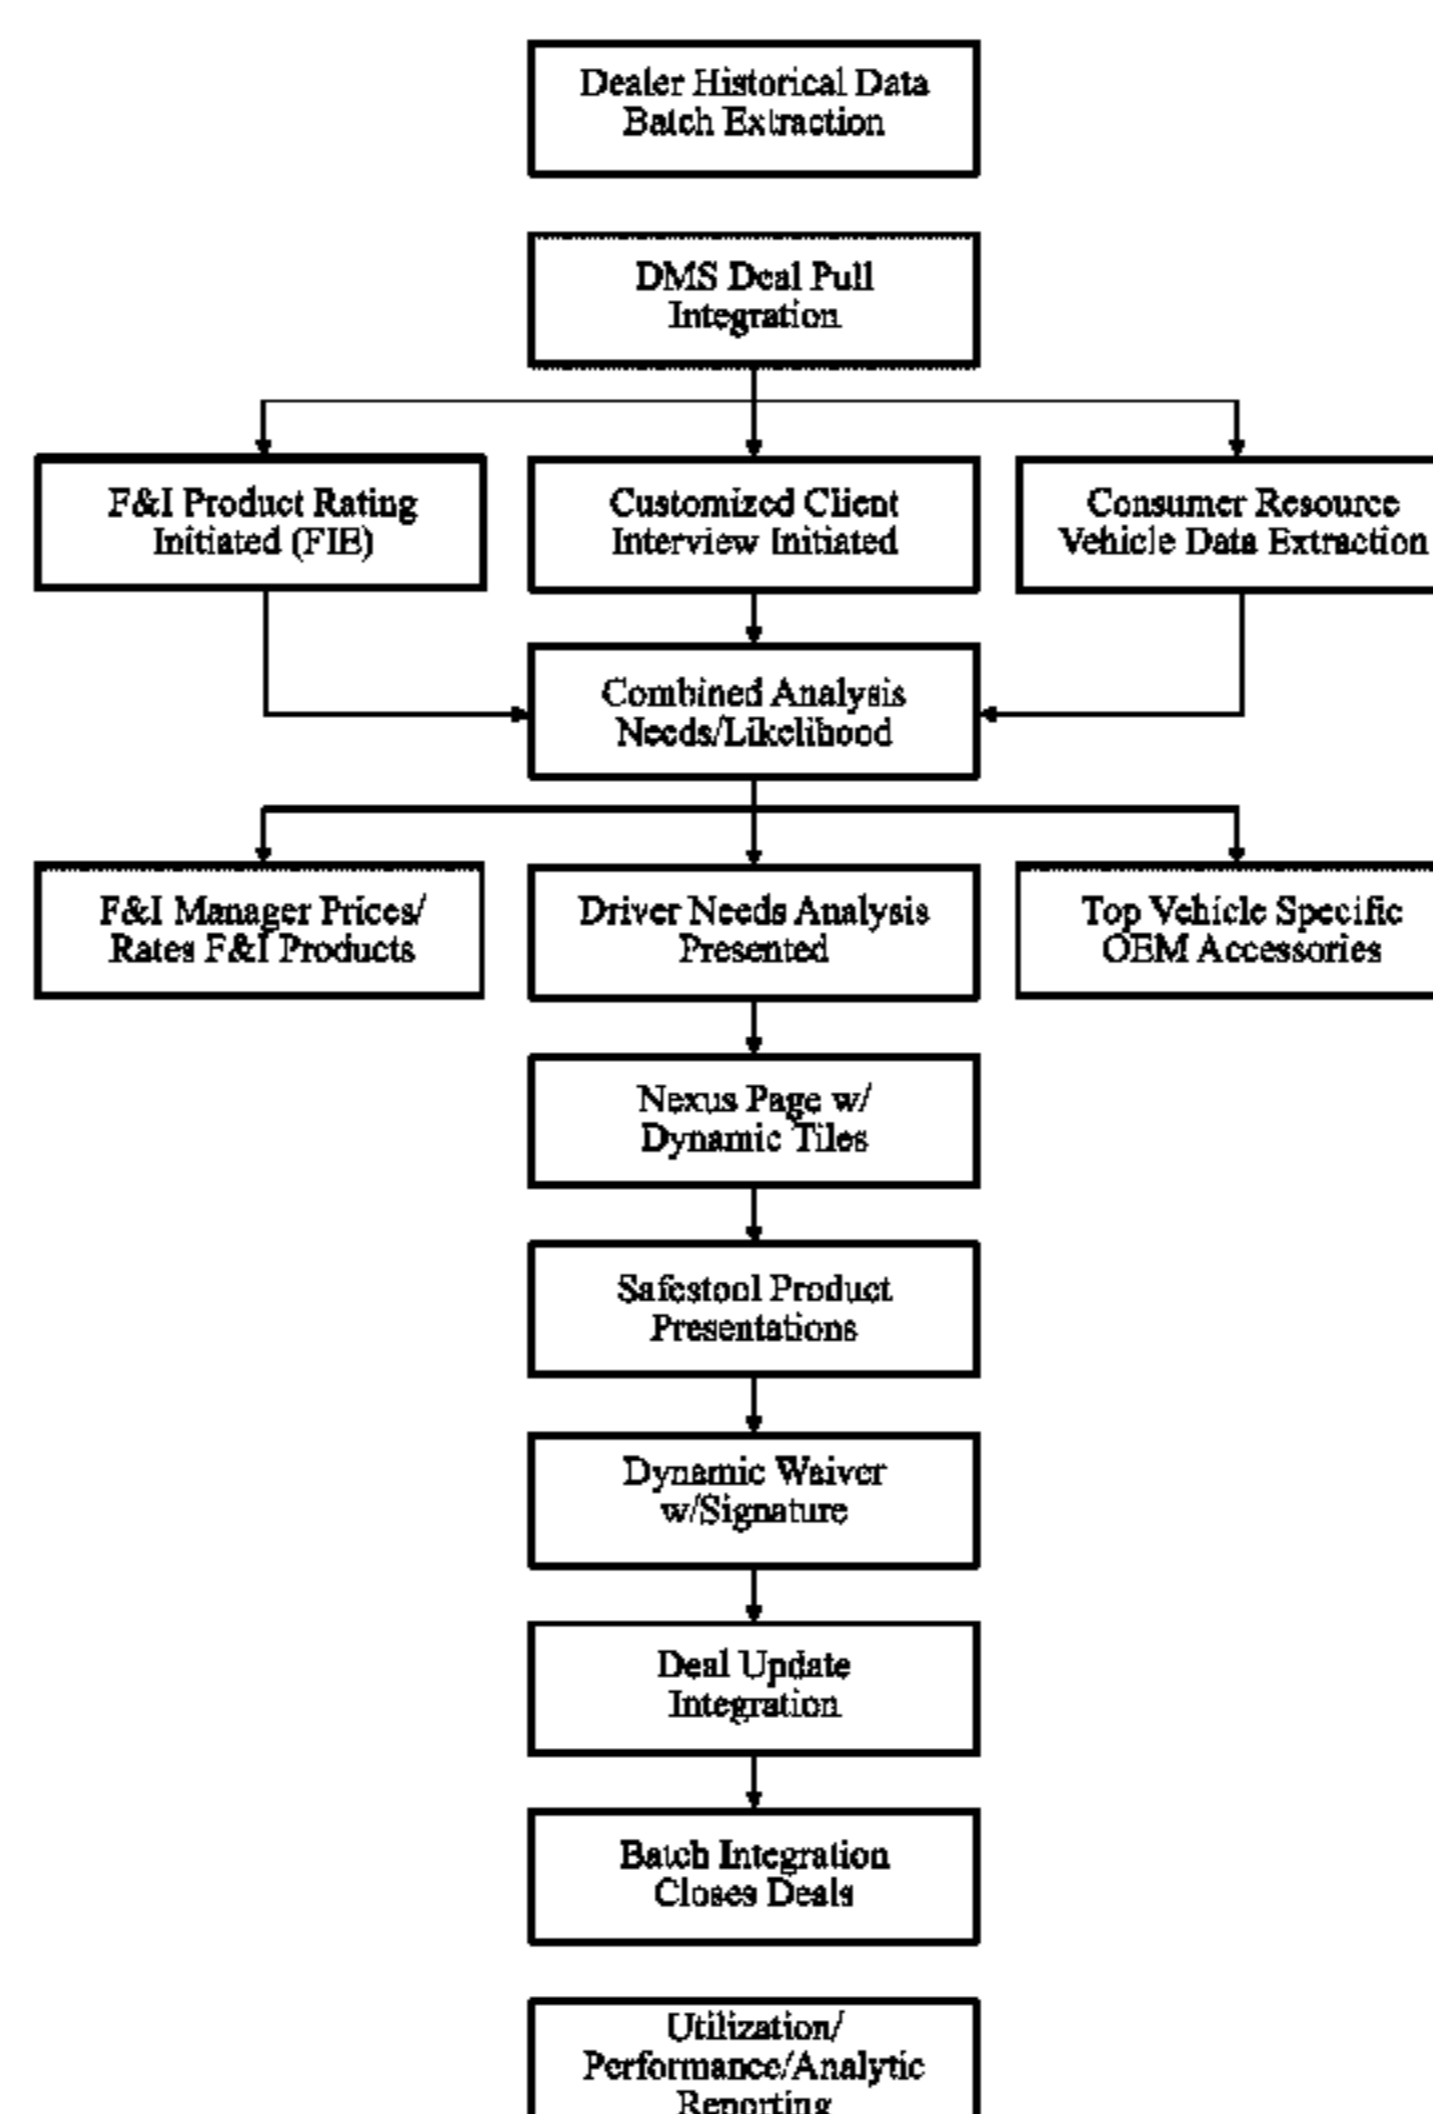 Dealer Historical Data
Batch Extraction
DMS Deal Pull
Integration
F&I Product Rating
Initiated (FIE)
Customized Client
Interview Initiated
Consumer Resource
Vehicle Data Extraction
Combined Analysis
Needs/Likelihood
F&I Manager Prices/
Rates F&I Products
Driver Needs Analysis
Presented
Top Vehicle Specific
OEM Accessories
Nexus Page w/
Dynamic Tiles
Safestool Product
Presentations
Dynamic Waiver
w/Signature
Deal Update
Integration
Batch Integration
Closes Deals
Utilization/
Performance/Analytic
Reporting